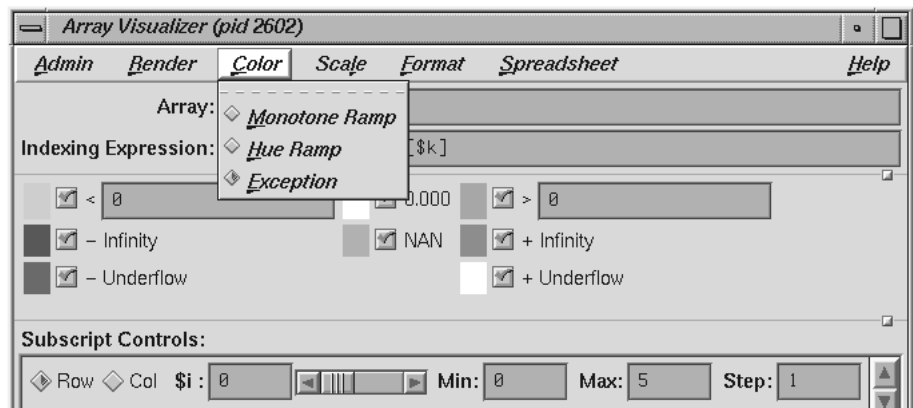 Array Visualizer (pid 2602)
Admin Render Color Scale Format Spreadsheet Help
Array:
Monotone Ramp
Indexing Expression: [$k]
Hue Ramp
Exception
< 0 0.000 > 0
– Infinity NAN + Infinity
– Underflow + Underflow
Subscript Controls:
Row Col $i : 0 Min: 0 Max: 5 Step: 1